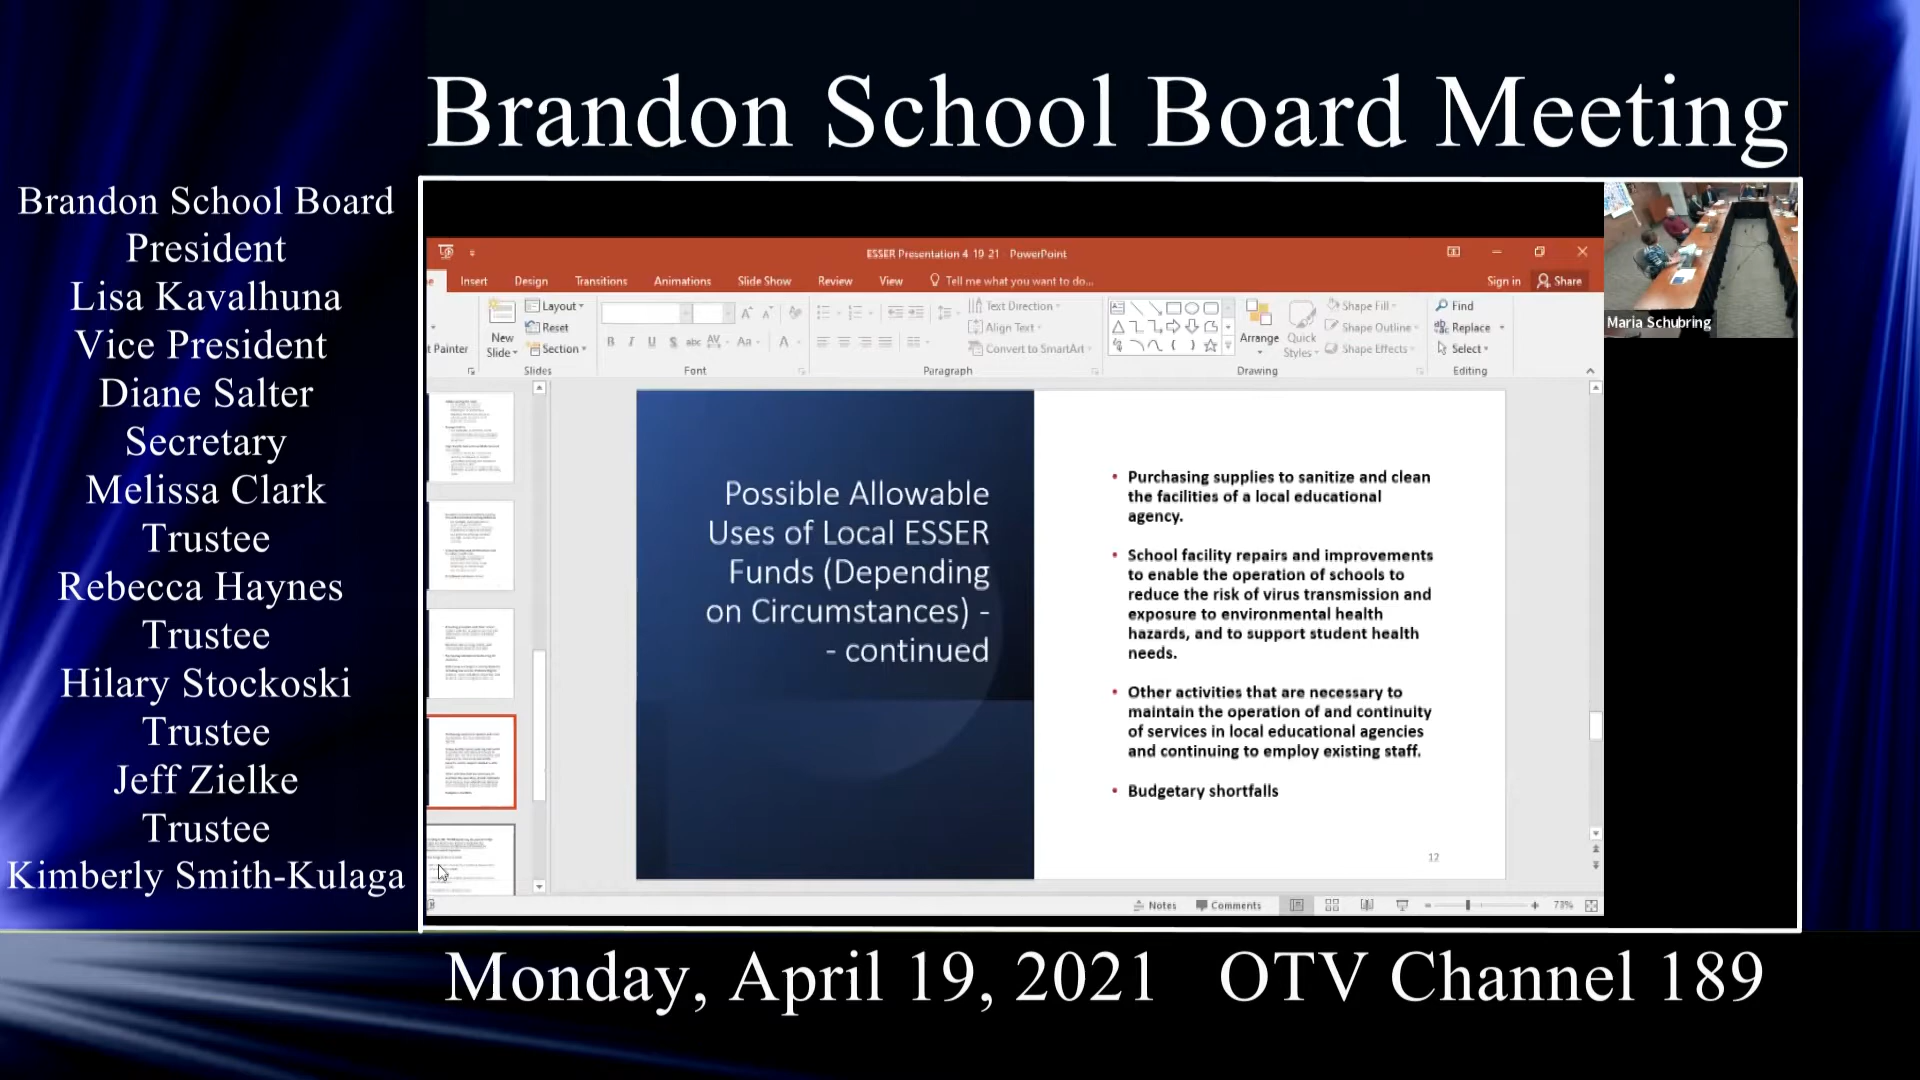 Brandon School Board Meeting
Brandon School Board
President
Lisa Kavalhuna
Vice President
Diane Salter
Secretary
Melissa Clark
Trustee
Rebecca Haynes
Trustee
Hilary Stockoski
Trustee
Jeff Zielke
Trustee
Kimberly Smith-Kulaga
ESSER Presentation 4 19 21 - PowerPoint
Insert Design Transitions Animations Slide Show Review View Tell me what you want to do... Sign in Share
t Painter
New
Slide
Layout
Reset
Section
Slides
B I U S abc AV Aa A
Font
Text Direction
Align Text
Convert to SmartArt
Paragraph
Arrange
Quick
Styles
Shape Fill
Shape Outline
Shape Effects
Drawing
Find
Replace
Select
Editing
Maria Schubring
Possible Allowable
Uses of Local ESSER
Funds (Depending
on Circumstances) -
- continued
• Purchasing supplies to sanitize and clean
the facilities of a local educational
agency.
• School facility repairs and improvements
to enable the operation of schools to
reduce the risk of virus transmission and
exposure to environmental health
hazards, and to support student health
needs.
• Other activities that are necessary to
maintain the operation of and continuity
of services in local educational agencies
and continuing to employ existing staff.
• Budgetary shortfalls
12
Notes Comments 73%
Monday, April 19, 2021 OTV Channel 189